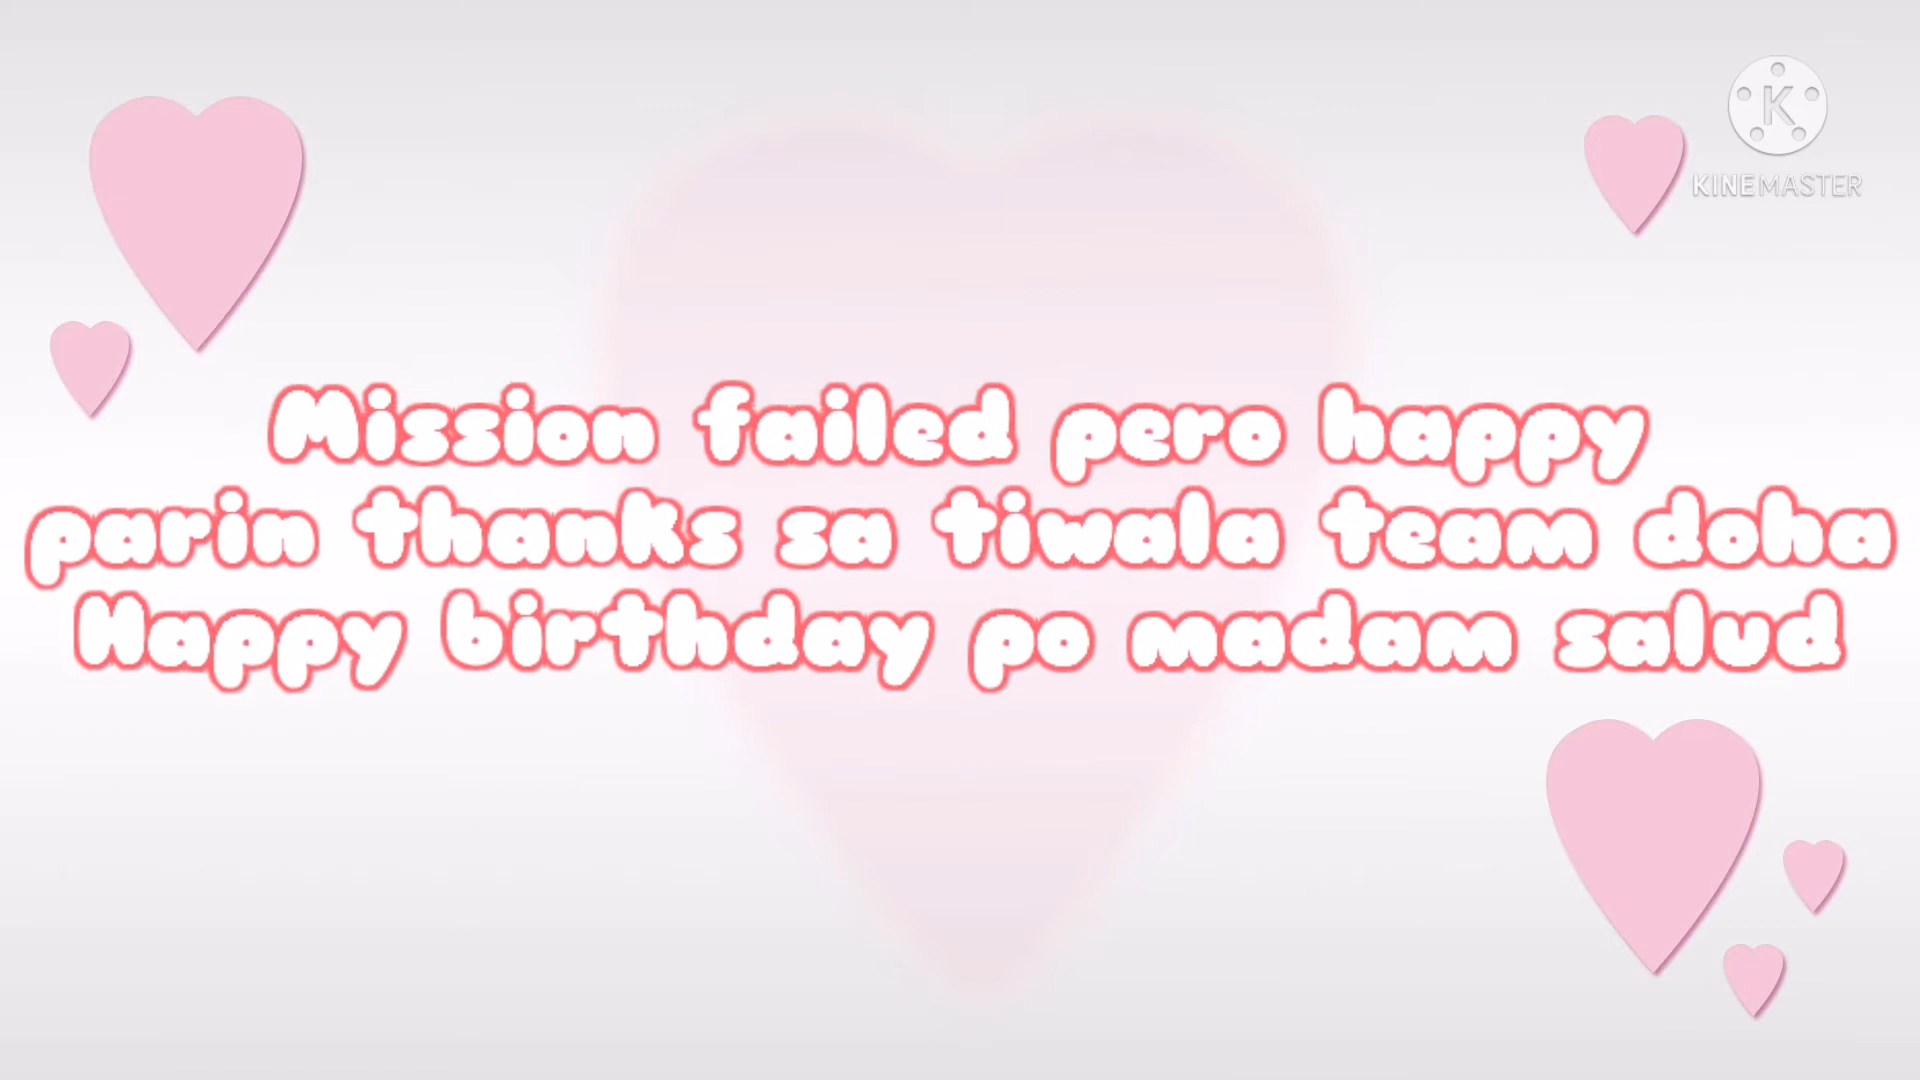 K
KINEMASTER
Mission failed pero happy
parin thanks sa tiwala team doha
Happy birthday po madam salud